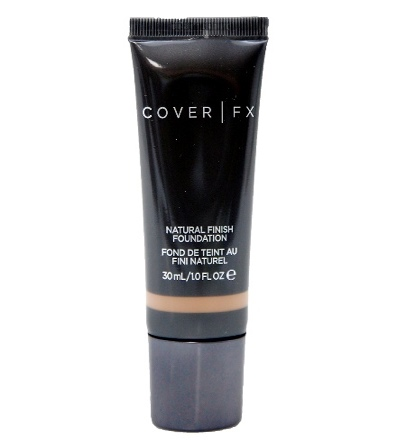 COVER | FX
NATURAL FINISH
FOUNDATION
FOND DE TEINT AU
FINI NATUREL
30 mL/1.0 FL OZ ℮